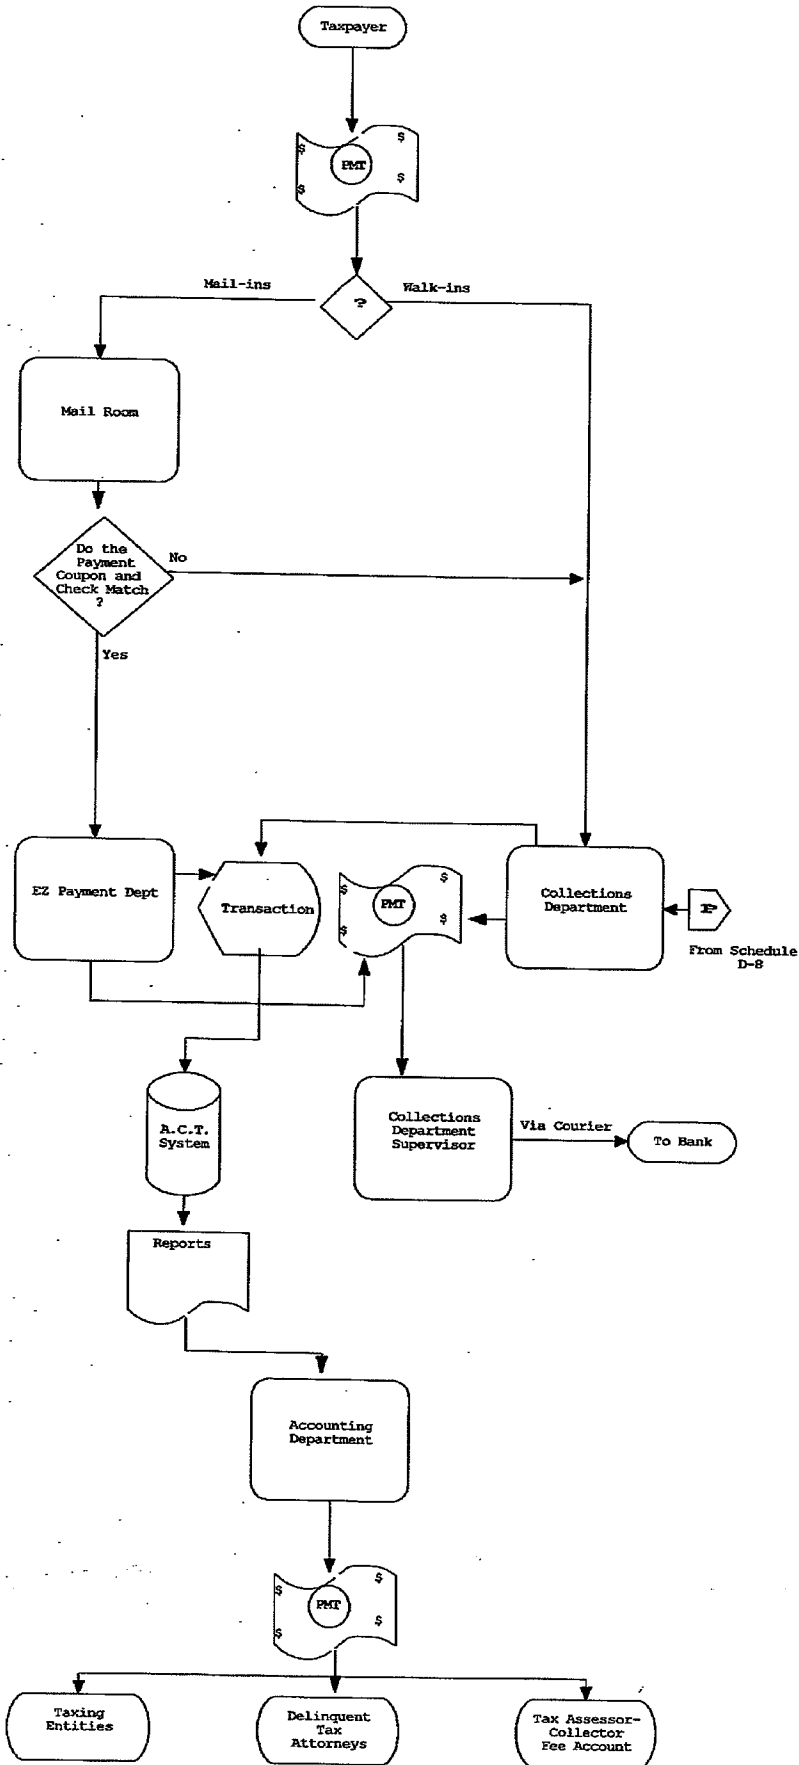 Taxpayer
$ $
PMT
$ $
Mail-ins
?
Walk-ins
Mail Room
Do the
Payment
Coupon and
Check Match
?
No
Yes
EZ Payment Dept
Transaction
$ $
PMT
$ $
Collections
Department
From Schedule
D-8
A.C.T.
System
Collections
Department
Supervisor
Via Courier
To Bank
Reports
Accounting
Department
$ $
PMT
$ $
Taxing
Entities
Delinquent
Tax
Attorneys
Tax Assessor-
Collector
Fee Account